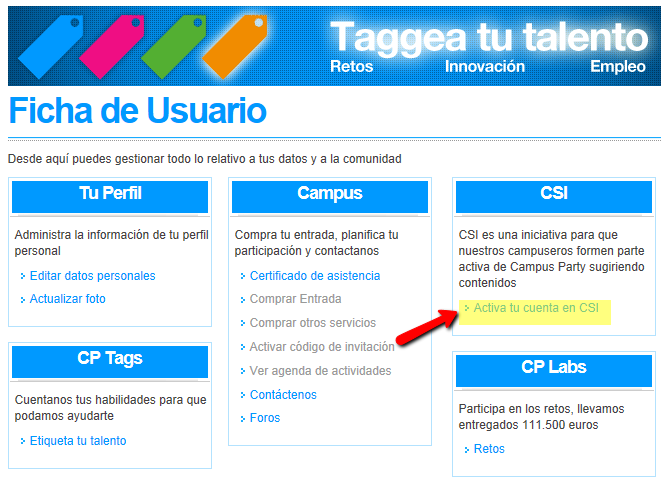 Taggea tu talento
Retos Innovación Empleo
Ficha de Usuario
Desde aquí puedes gestionar todo lo relativo a tus datos y a la comunidad
Tu Perfil
Administra la información de tu perfil
personal
Editar datos personales
Actualizar foto
CP Tags
Cuentanos tus habilidades para que
podamos ayudarte
Etiqueta tu talento
Campus
Compra tu entrada, planifica tu
participación y contactanos
Certificado de asistencia
Comprar Entrada
Comprar otros servicios
Activar código de invitación
Ver agenda de actividades
Contáctenos
Foros
CSI
CSI es una iniciativa para que
nuestros campuseros formen parte
activa de Campus Party sugiriendo
contenidos
Activa tu cuenta en CSI
CP Labs
Participa en los retos, llevamos
entregados 111.500 euros
Retos